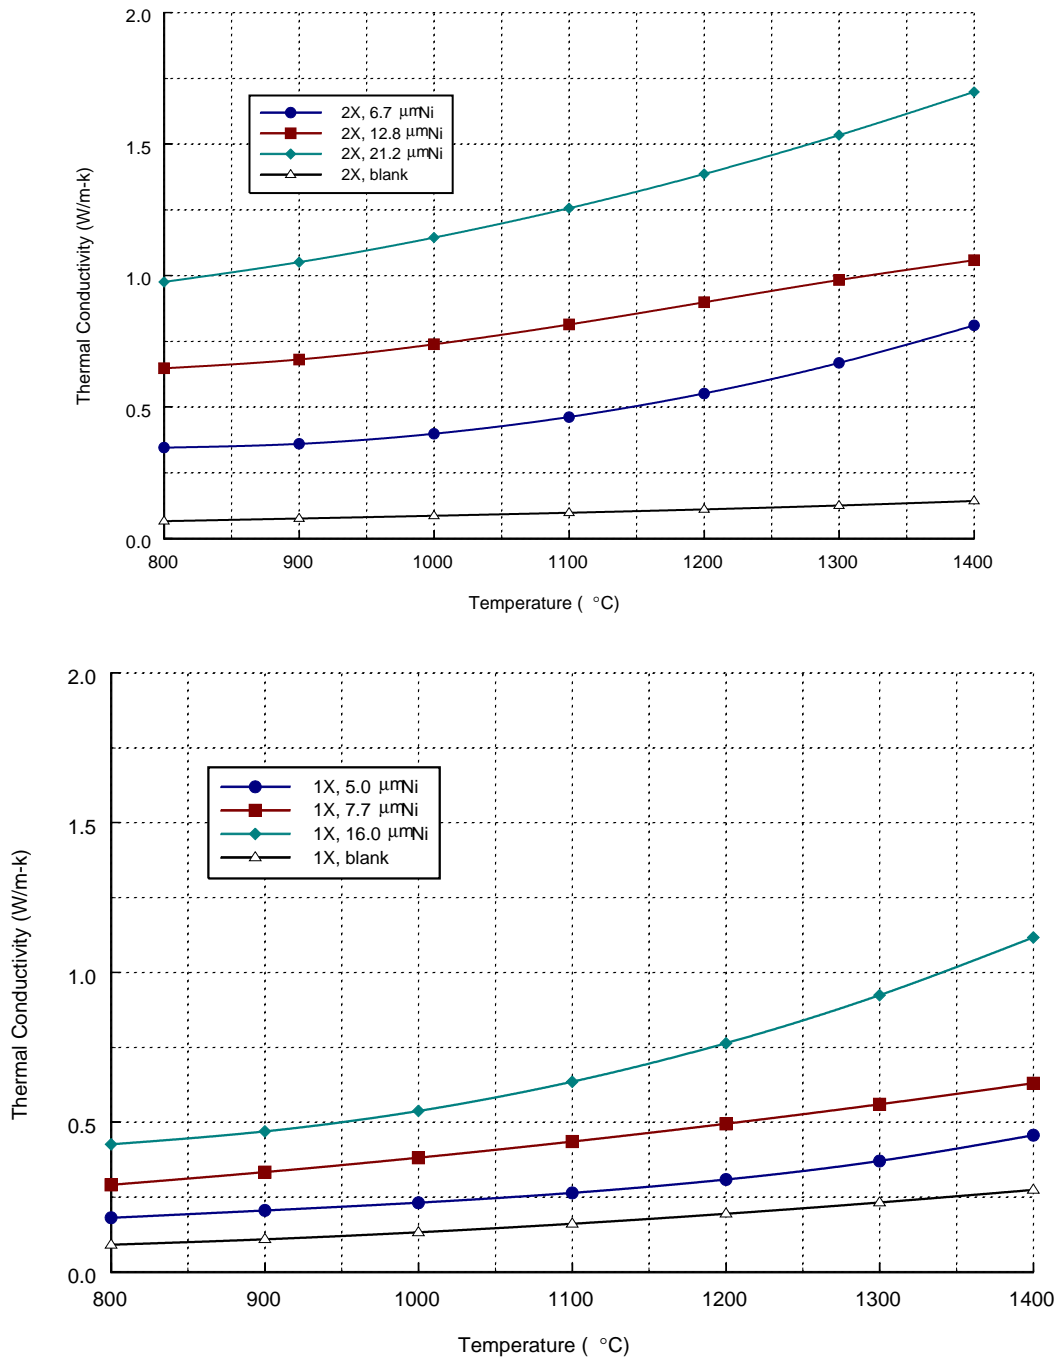 2.0
2X, 6.7 μmNi
2X, 12.8 μmNi
2X, 21.2 μmNi
2X, blank
1.5
1.0
0.5
0.0
Thermal Conductivity (W/m-k)
800 900 1000 1100 1200 1300 1400
Temperature ( °C)
2.0
1X, 5.0 μmNi
1X, 7.7 μmNi
1X, 16.0 μmNi
1X, blank
1.5
1.0
0.5
0.0
Thermal Conductivity (W/m-k)
800 900 1000 1100 1200 1300 1400
Temperature ( °C)